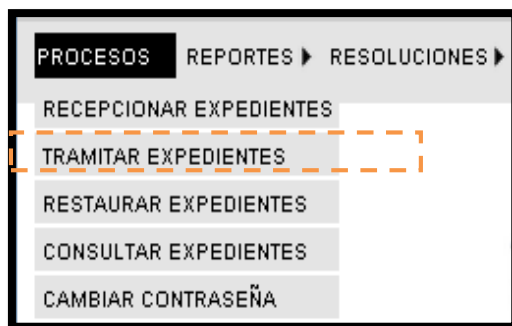 PROCESOS REPORTES RESOLUCIONES
RECEPCIONAR EXPEDIENTES
TRAMITAR EXPEDIENTES
RESTAURAR EXPEDIENTES
CONSULTAR EXPEDIENTES
CAMBIAR CONTRASEÑA